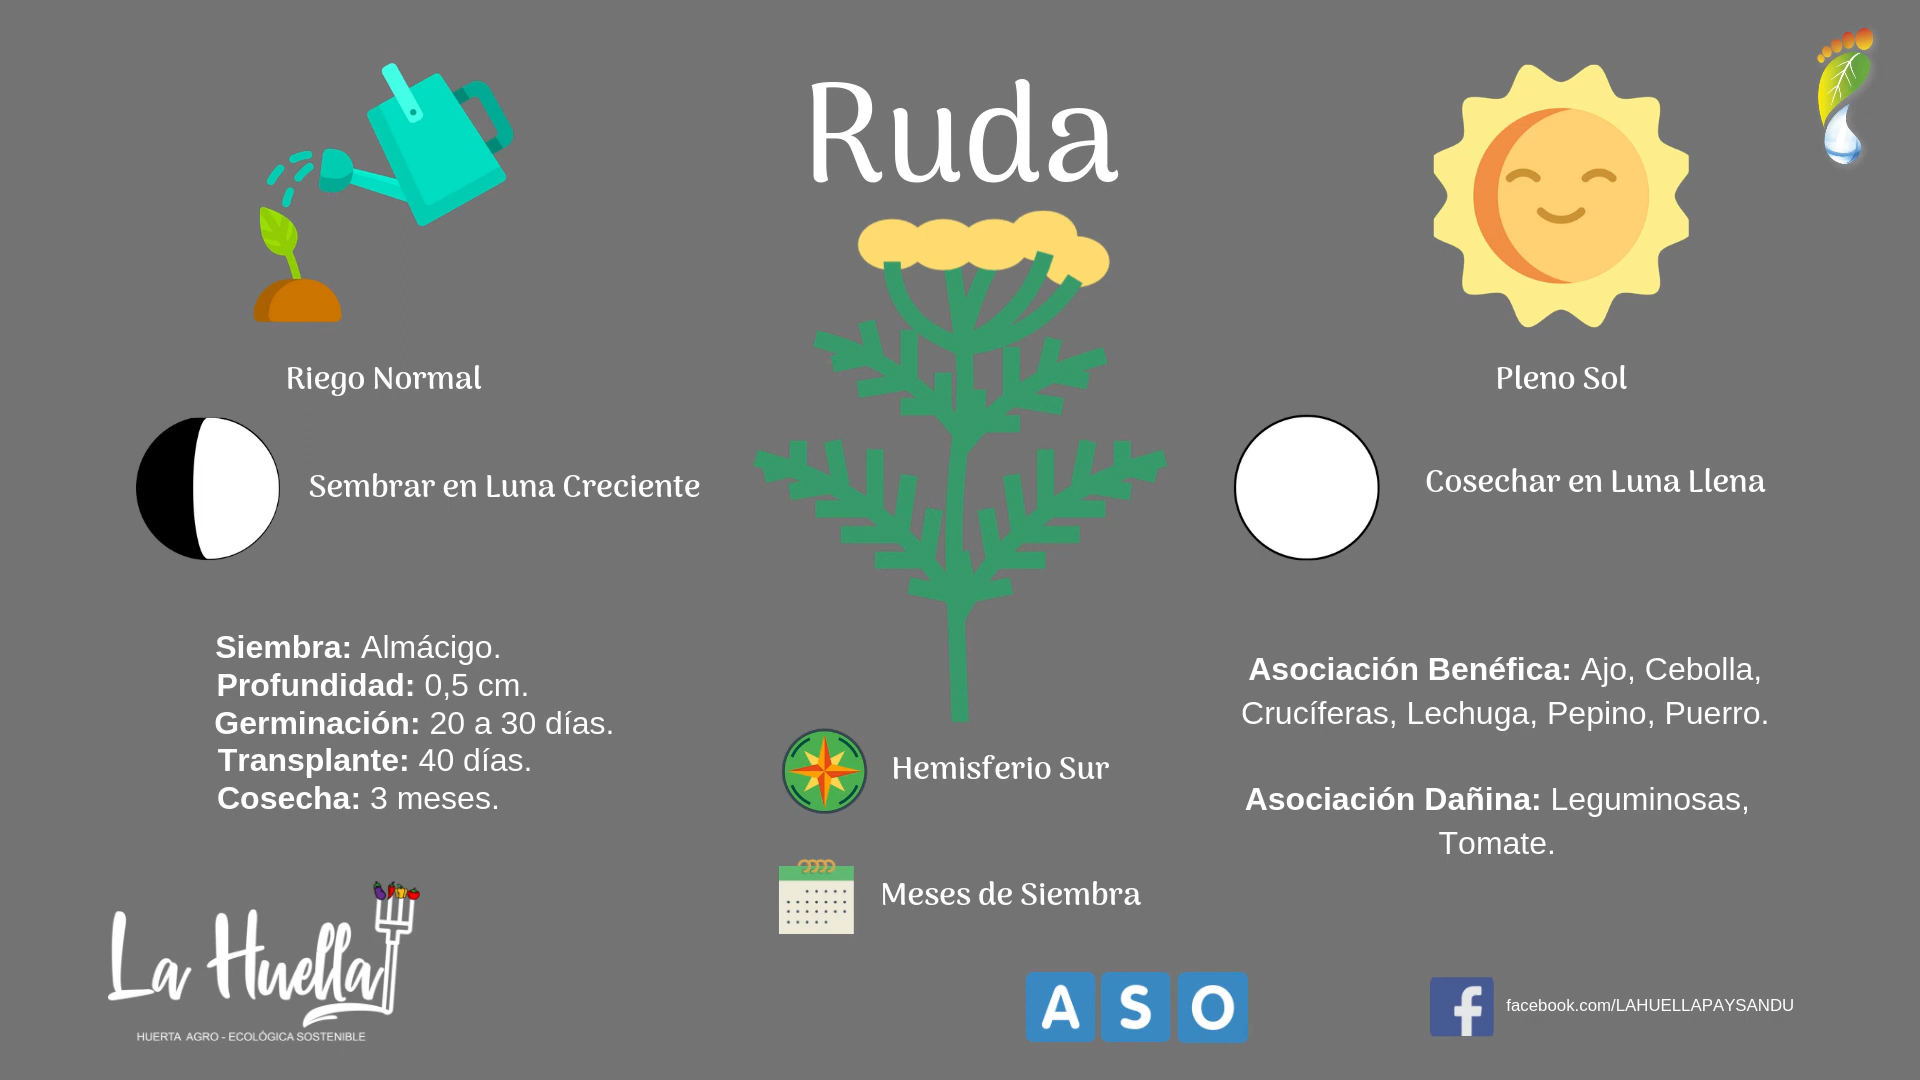 Ruda
Riego Normal
Pleno Sol
Sembrar en Luna Creciente
Cosechar en Luna Llena
Siembra: Almácigo.
Profundidad: 0,5 cm.
Germinación: 20 a 30 días.
Transplante: 40 días.
Cosecha: 3 meses.
Asociación Benéfica: Ajo, Cebolla,
Crucíferas, Lechuga, Pepino, Puerro.
Asociación Dañina: Leguminosas,
Tomate.
Hemisferio Sur
Meses de Siembra
A S O
La Huella
HUERTA AGRO - ECOLÓGICA SOSTENIBLE
facebook.com/LAHUELLAPAYSANDU